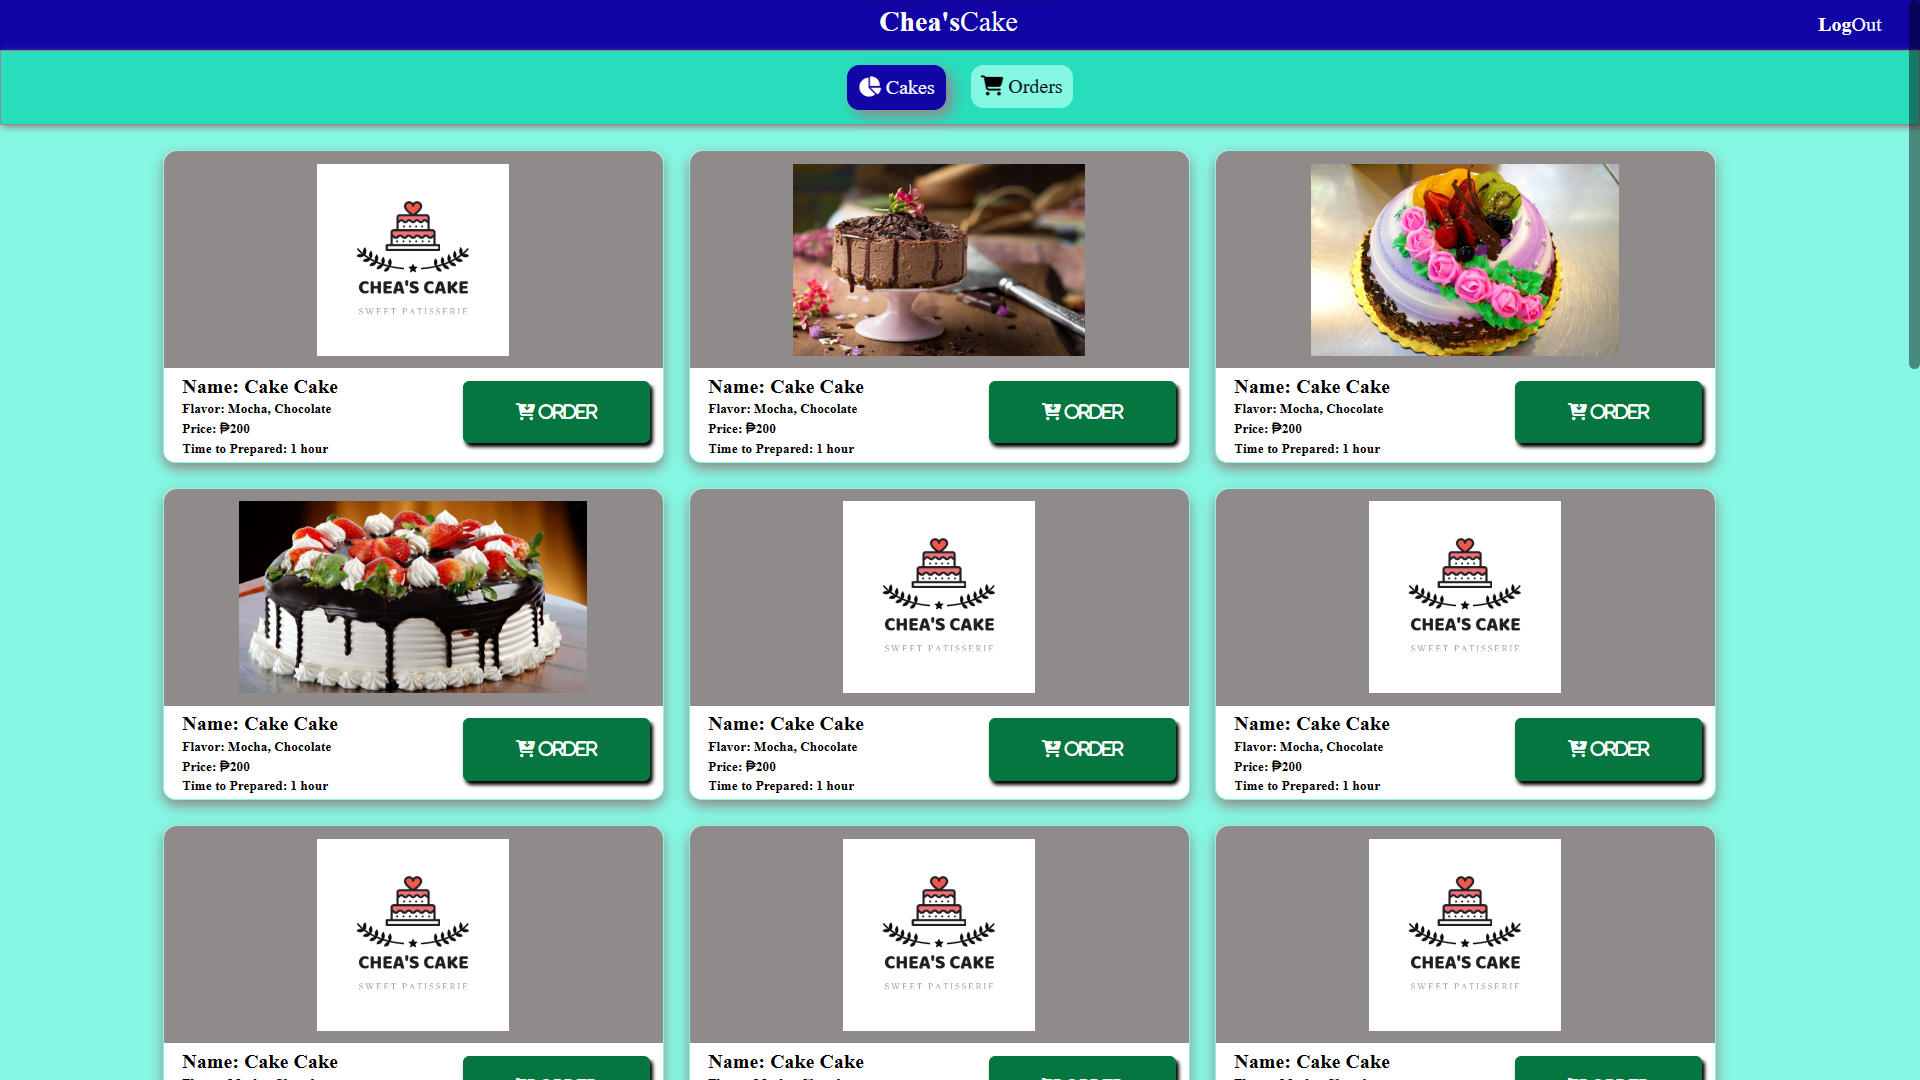 Chea'sCake
LogOut
Cakes
Orders
CHEA'S CAKE
SWEET PATISSERIE
Name: Cake Cake
Flavor: Mocha, Chocolate
Price: ₱200
Time to Prepared: 1 hour
ORDER
Name: Cake Cake
Flavor: Mocha, Chocolate
Price: ₱200
Time to Prepared: 1 hour
ORDER
Name: Cake Cake
Flavor: Mocha, Chocolate
Price: ₱200
Time to Prepared: 1 hour
ORDER
Name: Cake Cake
Flavor: Mocha, Chocolate
Price: ₱200
Time to Prepared: 1 hour
ORDER
CHEA'S CAKE
SWEET PATISSERIE
Name: Cake Cake
Flavor: Mocha, Chocolate
Price: ₱200
Time to Prepared: 1 hour
ORDER
CHEA'S CAKE
SWEET PATISSERIE
Name: Cake Cake
Flavor: Mocha, Chocolate
Price: ₱200
Time to Prepared: 1 hour
ORDER
CHEA'S CAKE
SWEET PATISSERIE
Name: Cake Cake
CHEA'S CAKE
SWEET PATISSERIE
Name: Cake Cake
CHEA'S CAKE
SWEET PATISSERIE
Name: Cake Cake